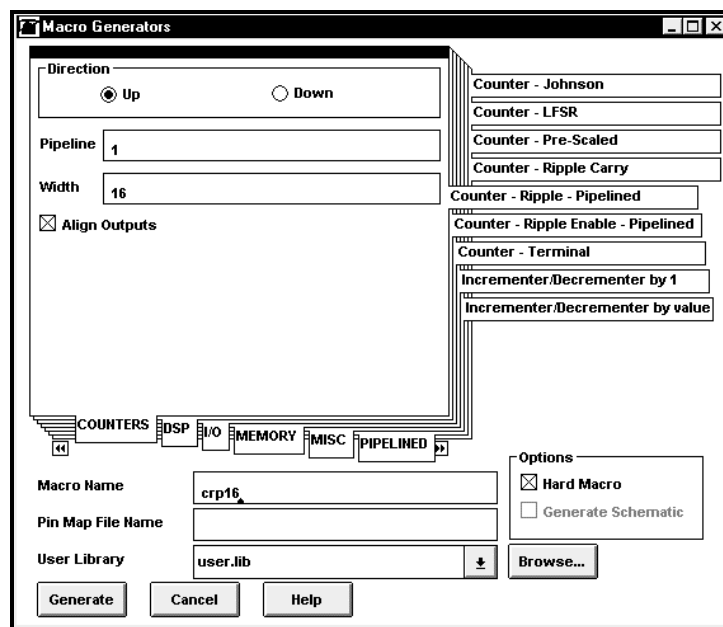 Macro Generators
Direction
Up
Down
Pipeline
1
Width
16
Align Outputs
Counter - Johnson
Counter - LFSR
Counter - Pre-Scaled
Counter - Ripple Carry
Counter - Ripple - Pipelined
Counter - Ripple Enable - Pipelined
Counter - Terminal
Incrementer/Decrementer by 1
Incrementer/Decrementer by value
COUNTERS
DSP
I/O
MEMORY
MISC
PIPELINED
Macro Name
crp16
Pin Map File Name
User Library
user.lib
Options
Hard Macro
Generate Schematic
Browse...
Generate
Cancel
Help